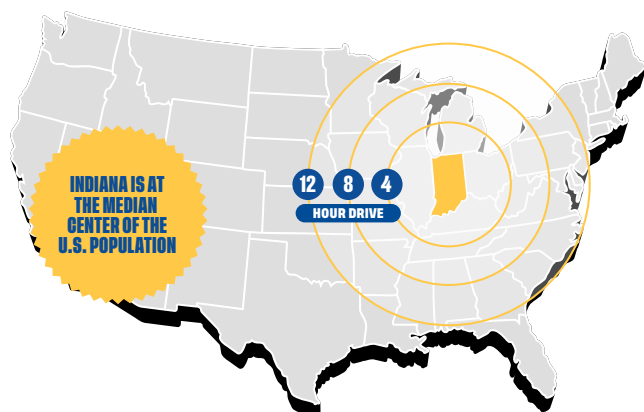 INDIANA IS AT
THE MEDIAN
CENTER OF THE
U.S. POPULATION
12 8 4
HOUR DRIVE